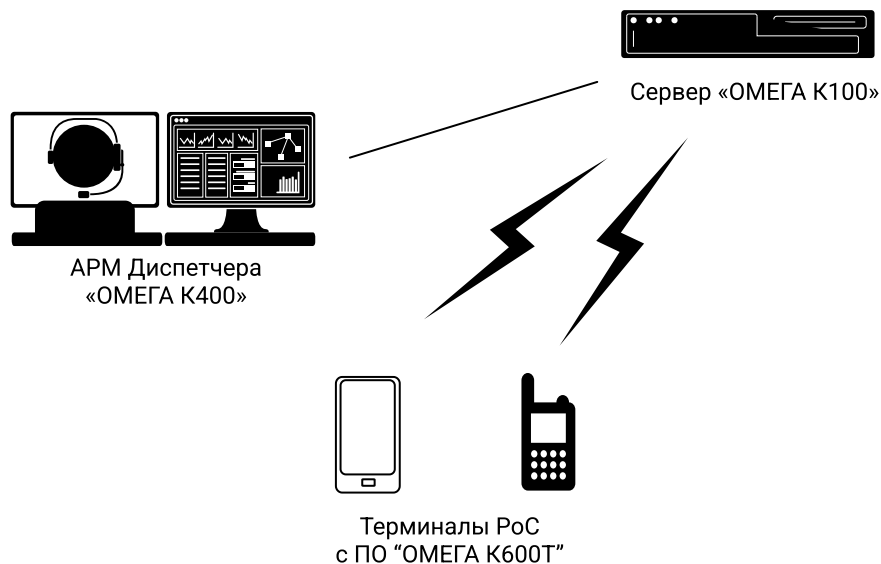 Сервер «ОМЕГА К100»
АРМ Диспетчера
«ОМЕГА К400»
Терминалы PoC
с ПО “ОМЕГА К600Т”